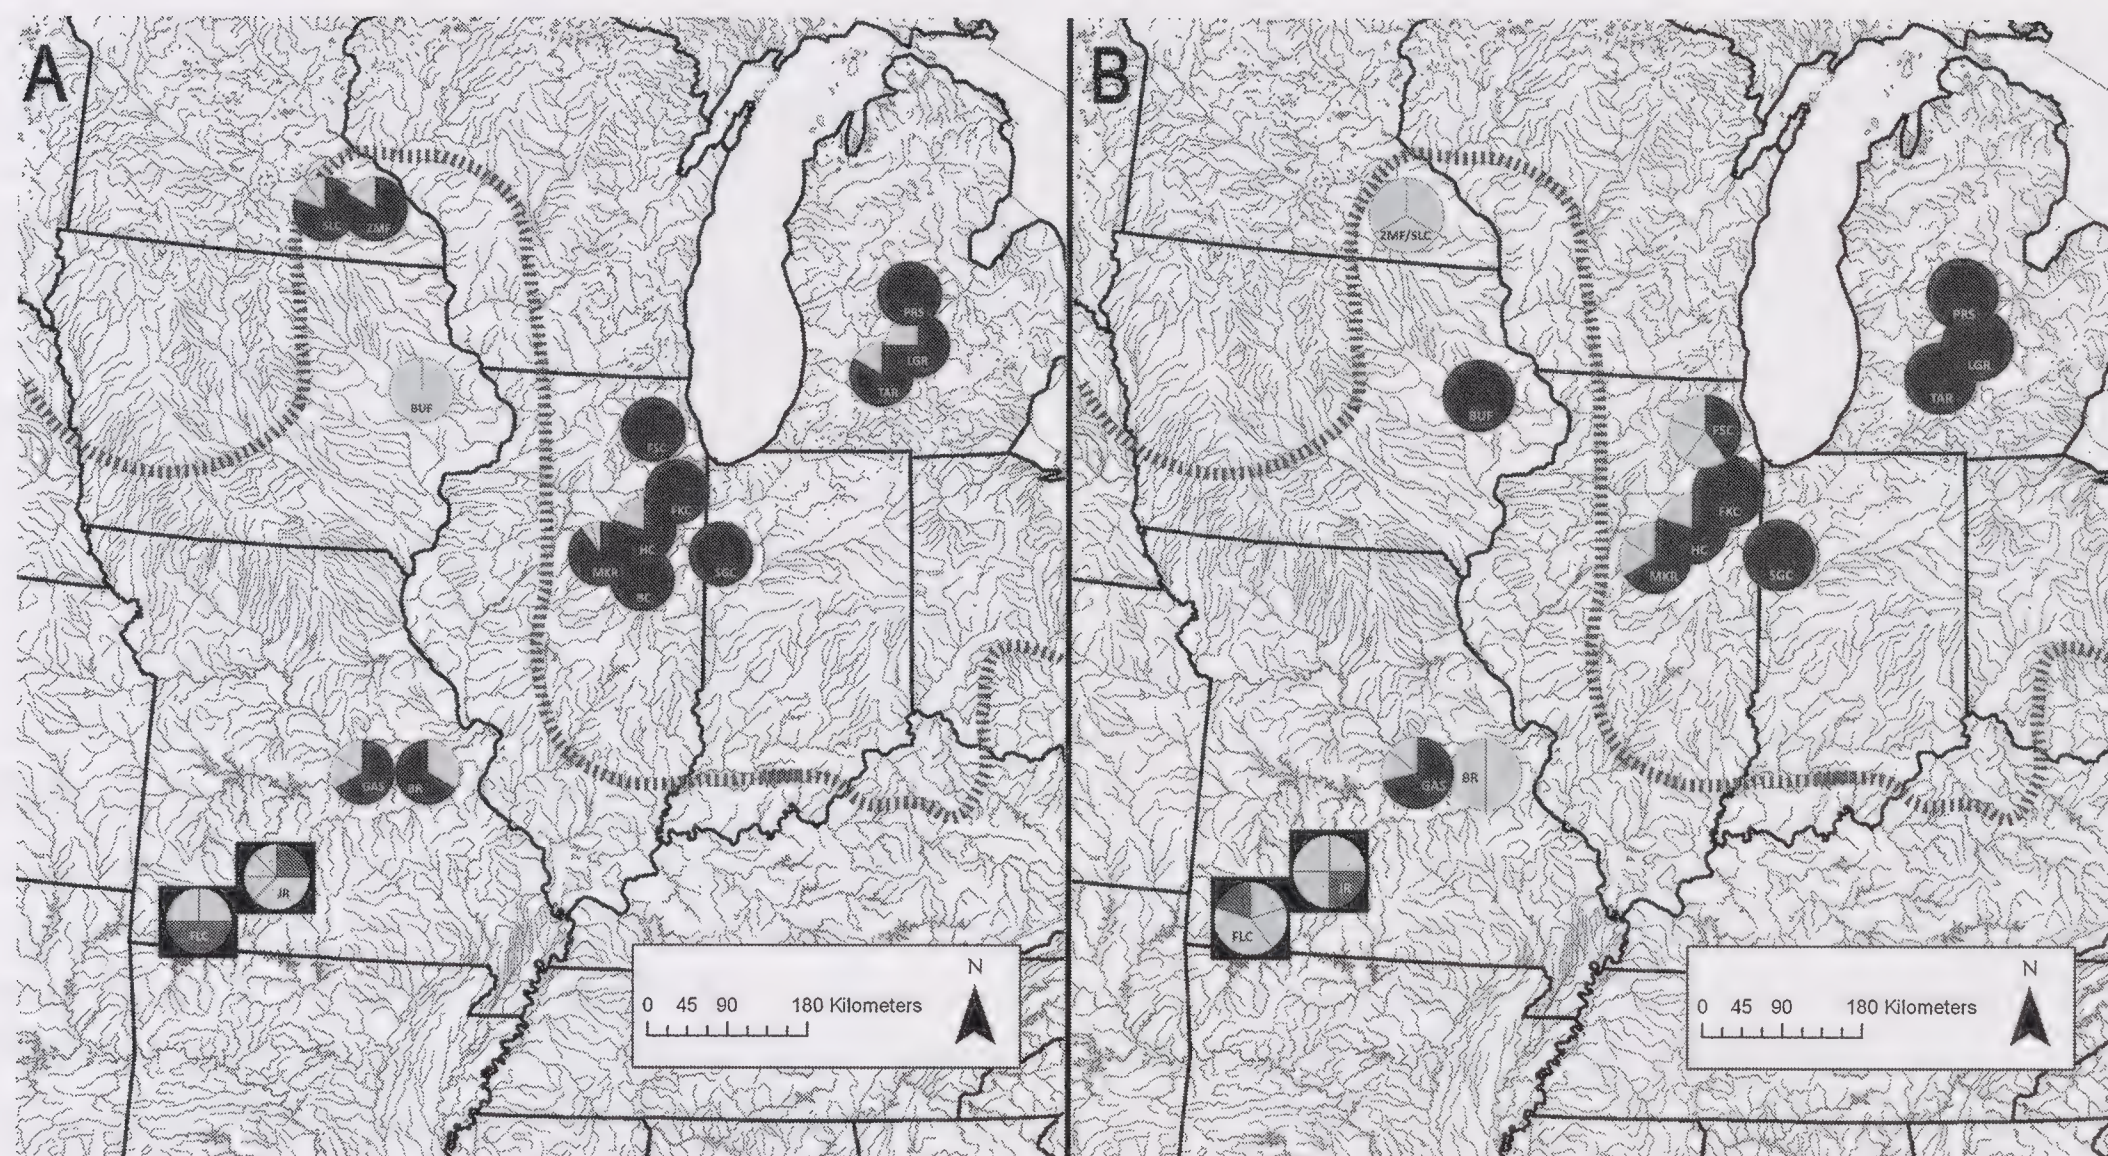 A
SLC ZMF
BUF
PRS
LGR
TAR
FSC
FKC
HC
MKR
SGC
BC
GAS BR
JR
FLC
N
0 45 90 180 Kilometers
B
ZMF/SLC
BUF
PRS
LGR
TAR
FSC
FKC
HC
MKR
SGC
GAS BR
JR
FLC
N
0 45 90 180 Kilometers